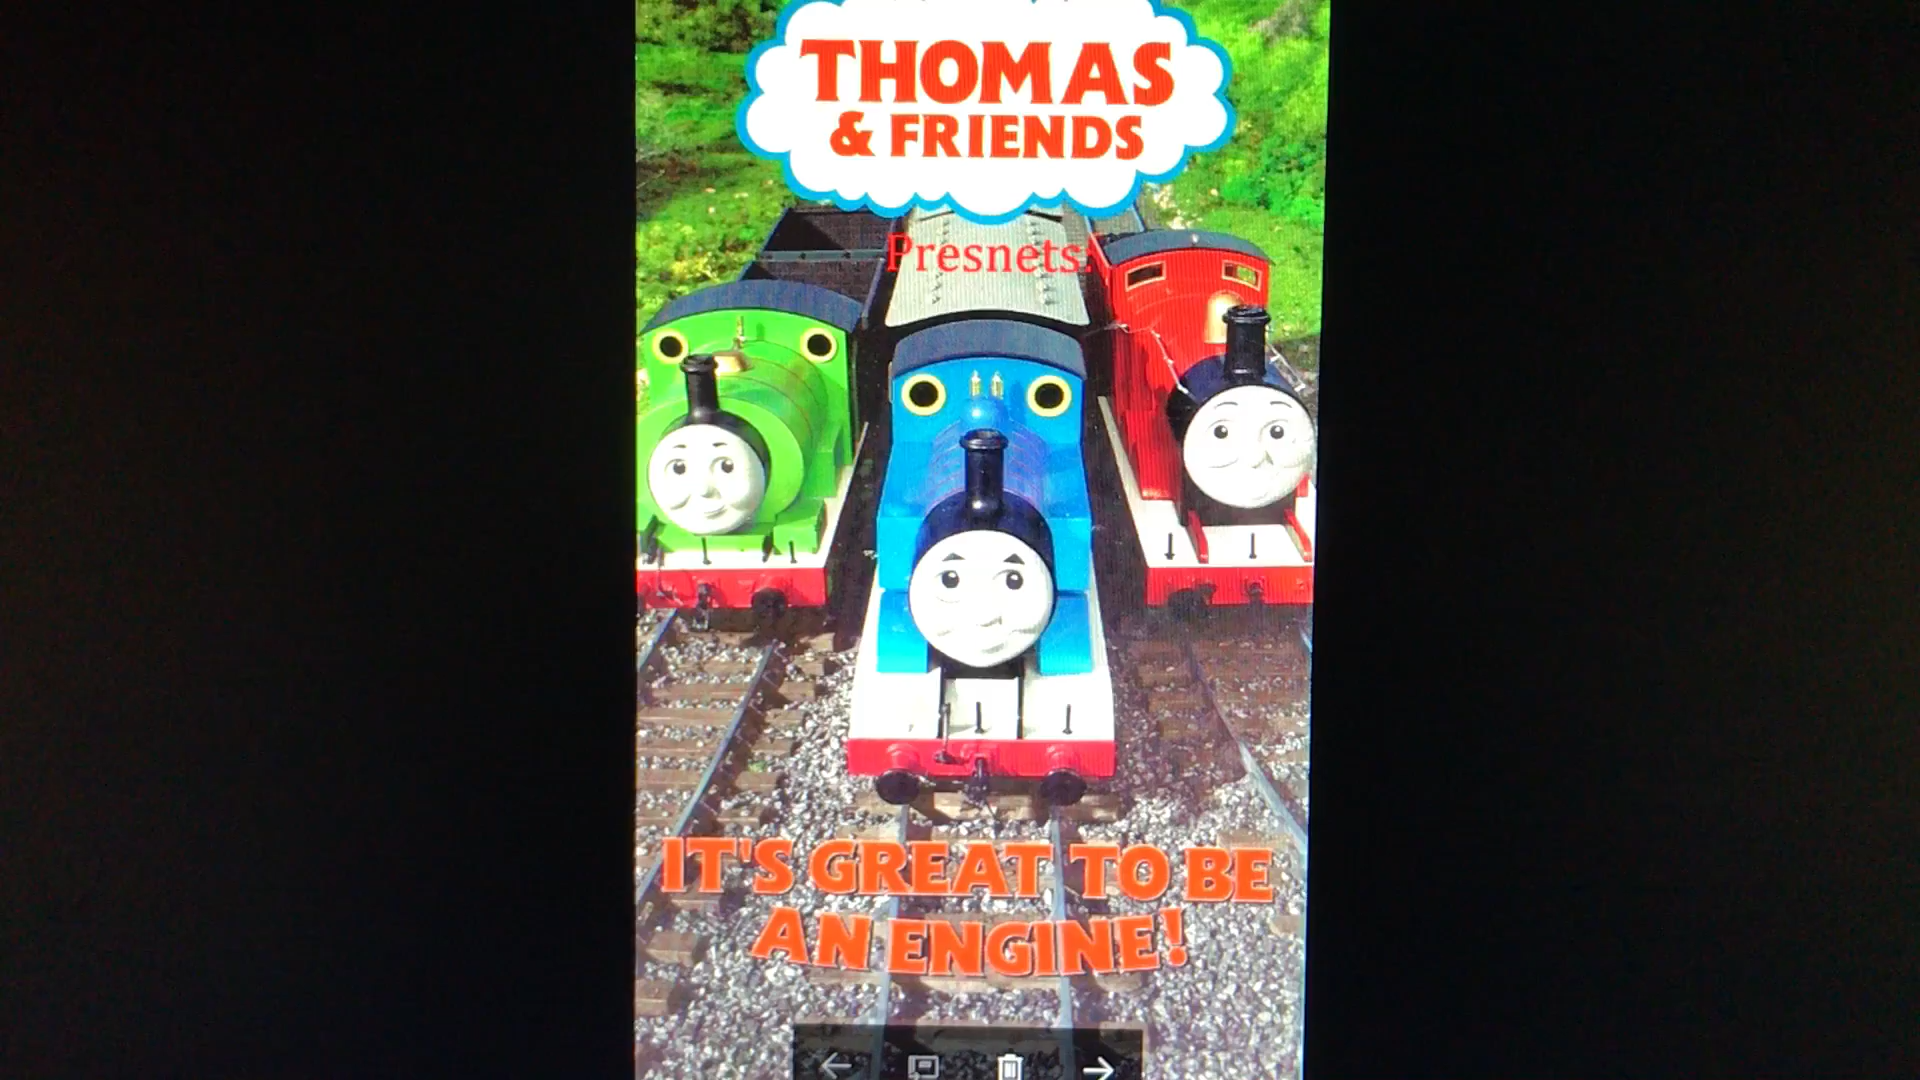 THOMAS
& FRIENDS
Presnets!
IT'S GREAT TO BE
AN ENGINE!